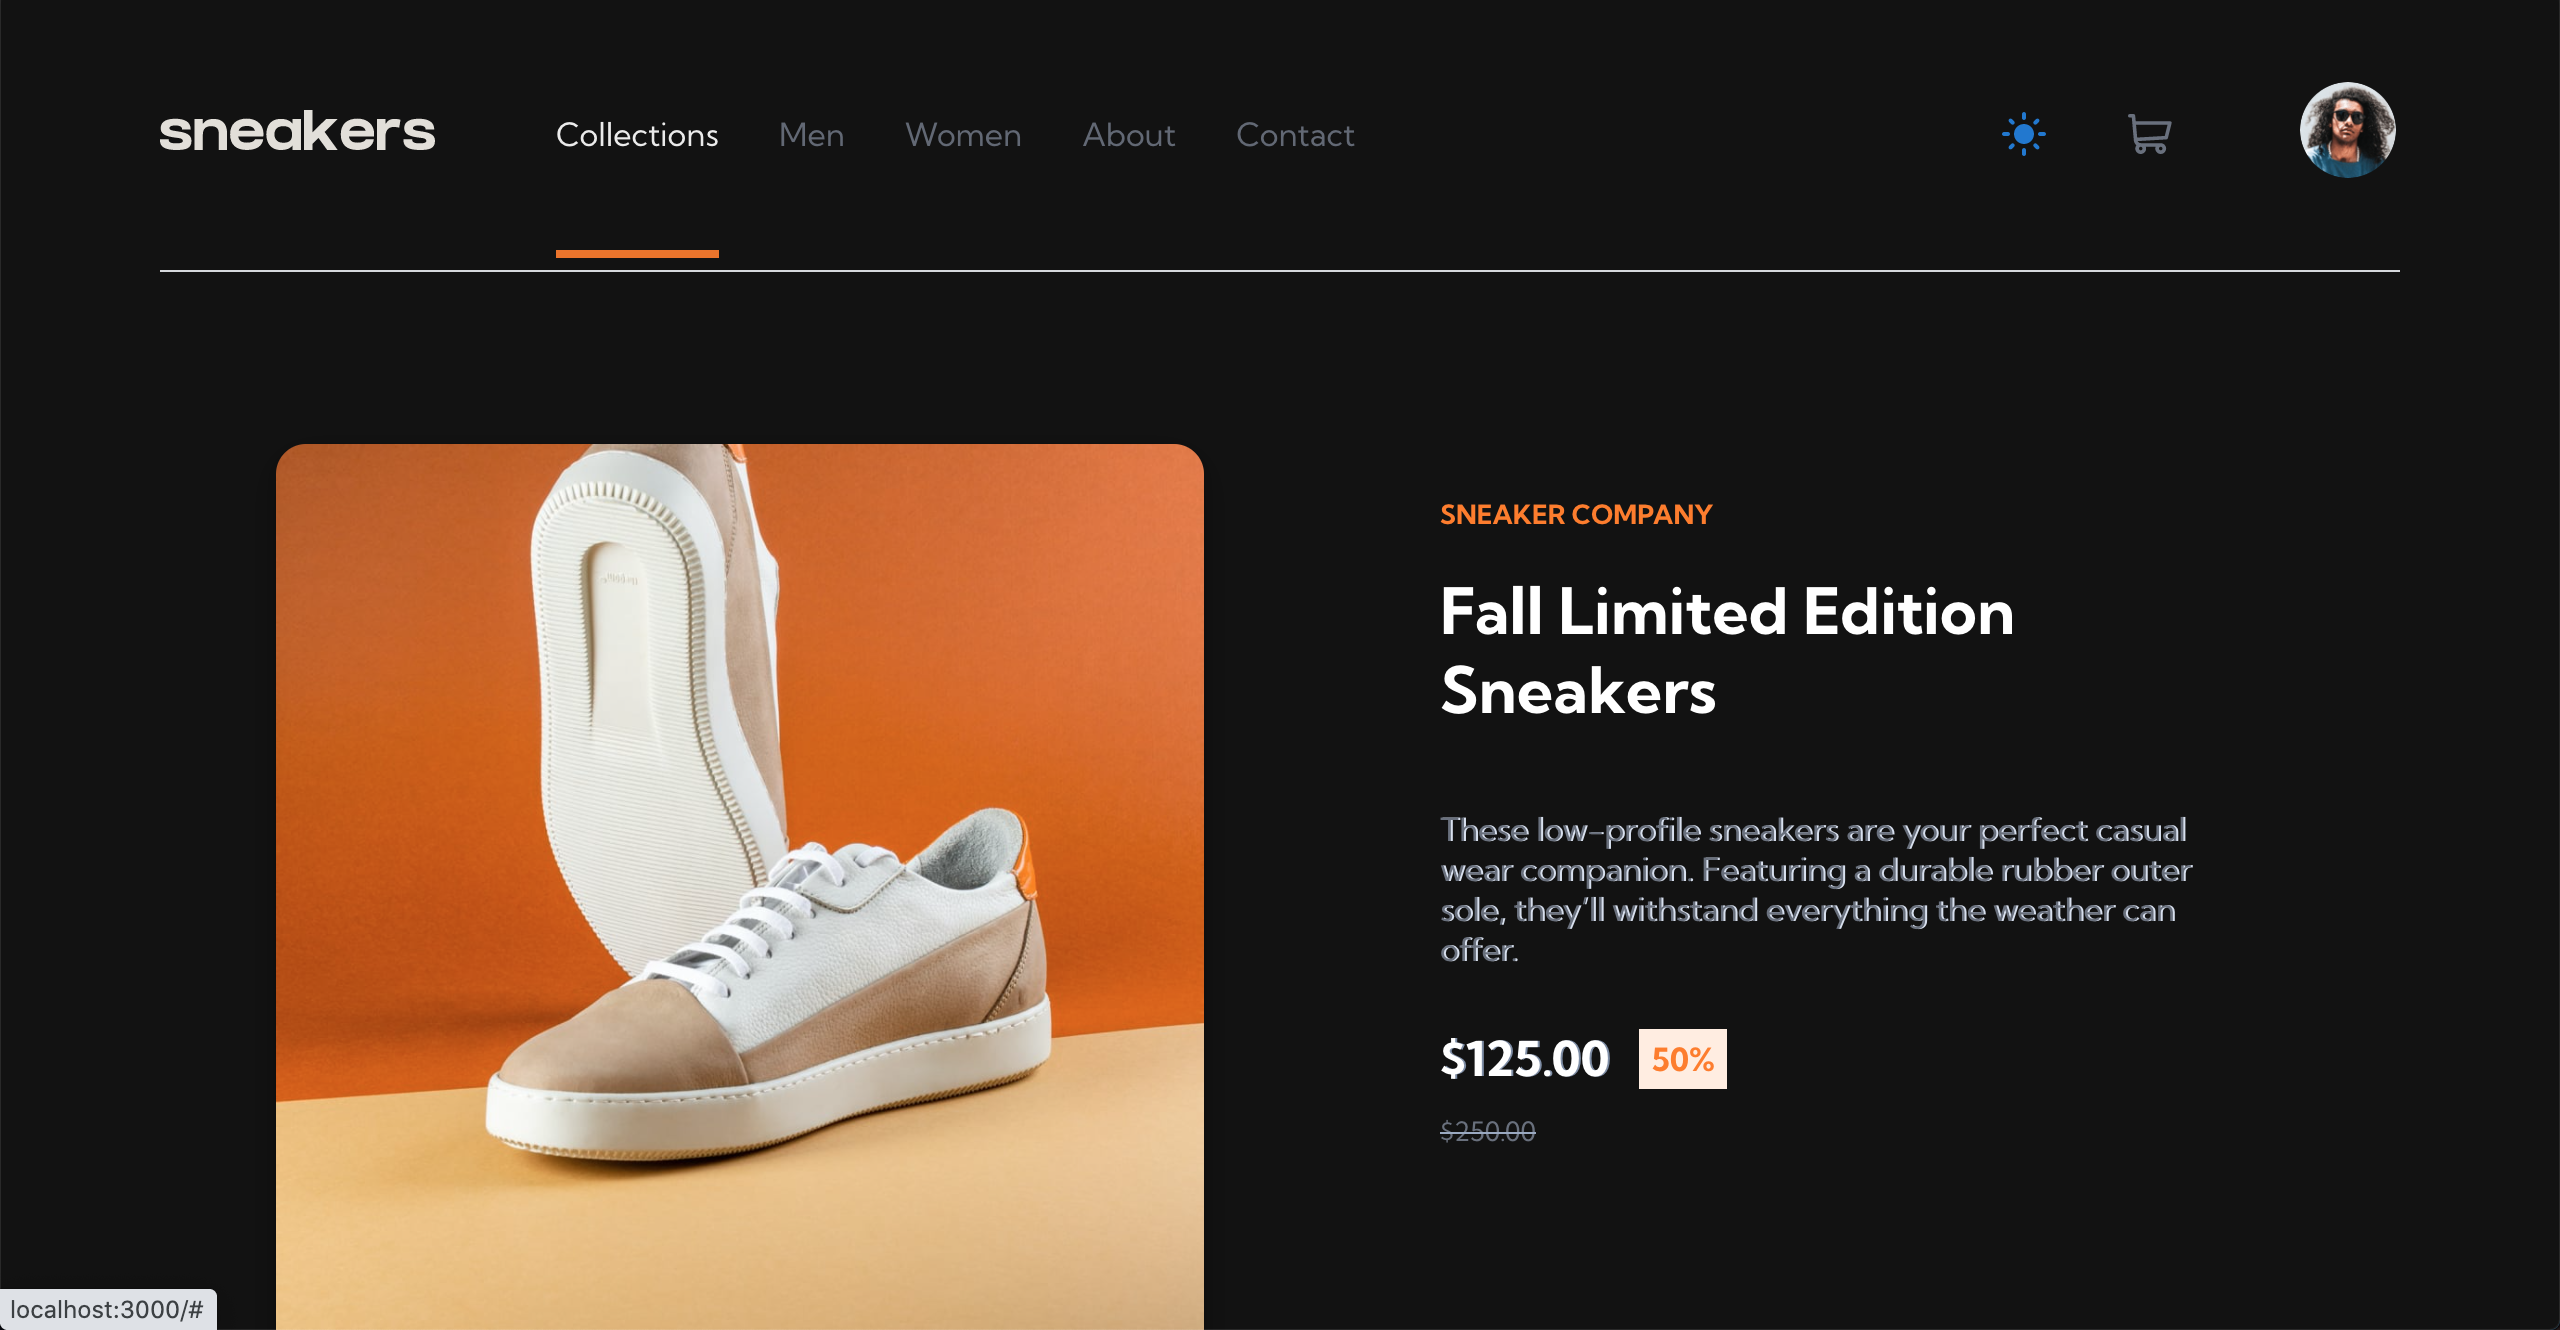 sneakers
Collections Men Women About Contact
SNEAKER COMPANY
Fall Limited Edition
Sneakers
These low-profile sneakers are your perfect casual
wear companion. Featuring a durable rubber outer
sole, they’ll withstand everything the weather can
offer.
$125.00 50%
$250.00
localhost:3000/#